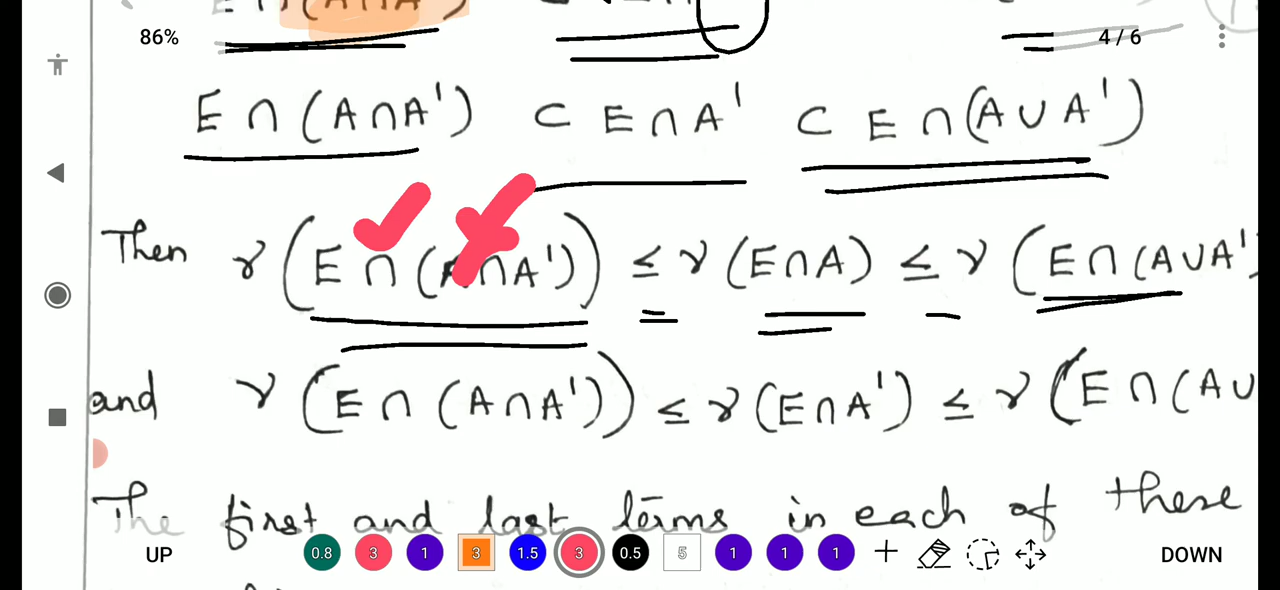 86% 4/6
E ∩ (A∩A') ⊂ E∩A' ⊂ E ∩(A ∪ A')
Then γ (E ∩ (A∩A')) ≤ γ (E∩A) ≤ γ (E∩(A∪A'
and γ (E ∩ (A∩A')) ≤ γ (E∩A') ≤ γ (E ∩ (A ∪
The first and last terms in each of these
UP 0.8 3 1 3 1.5 3 0.5 5 1 1 1 + DOWN